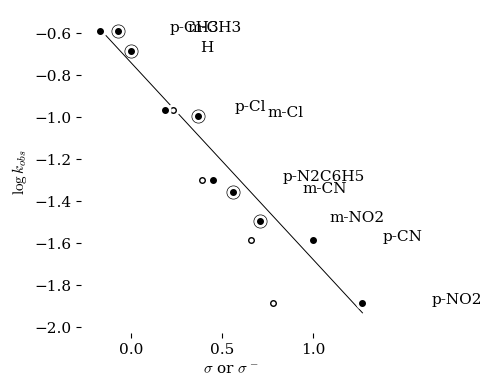 −0.6
p-CH3
m-CH3
H
−0.8
p-Cl
m-Cl
−1.0
−1.2
p-N2C6H5
m-CN
−1.4
m-NO2
p-CN
−1.6
−1.8
p-NO2
−2.0
log k_obs
0.0 0.5 1.0
σ or σ⁻